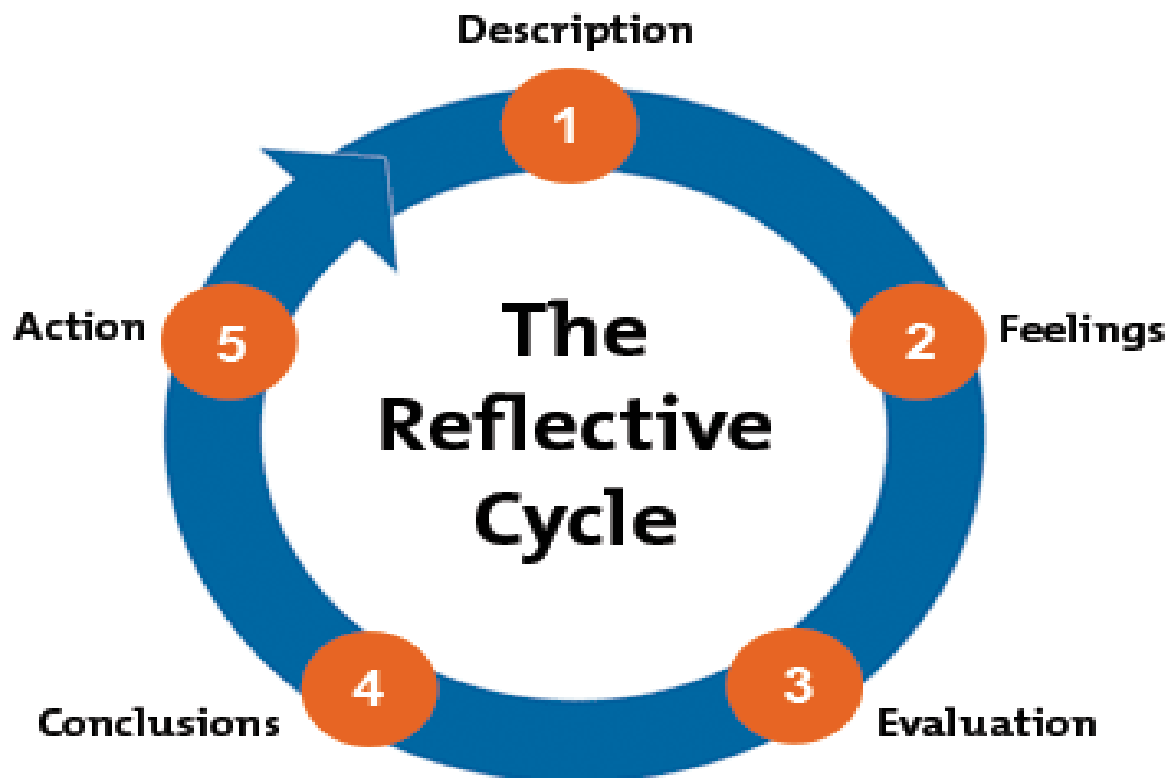 Description
1
Action
5
The
Reflective
Cycle
2
Feelings
Conclusions
4
3
Evaluation